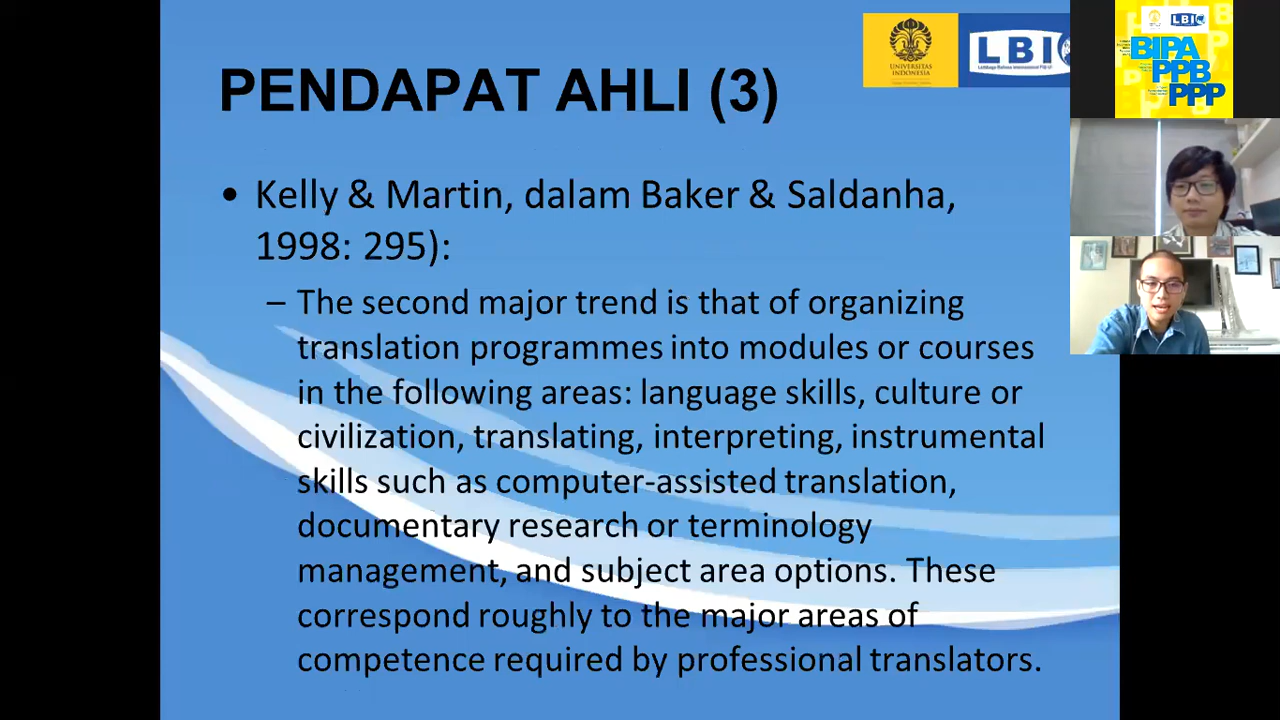 PENDAPAT AHLI (3)
UNIVERSITAS
INDONESIA
LBI
LBI
BIPA
PPB
PPP
• Kelly & Martin, dalam Baker & Saldanha,
1998: 295):
– The second major trend is that of organizing
translation programmes into modules or courses
in the following areas: language skills, culture or
civilization, translating, interpreting, instrumental
skills such as computer-assisted translation,
documentary research or terminology
management, and subject area options. These
correspond roughly to the major areas of
competence required by professional translators.